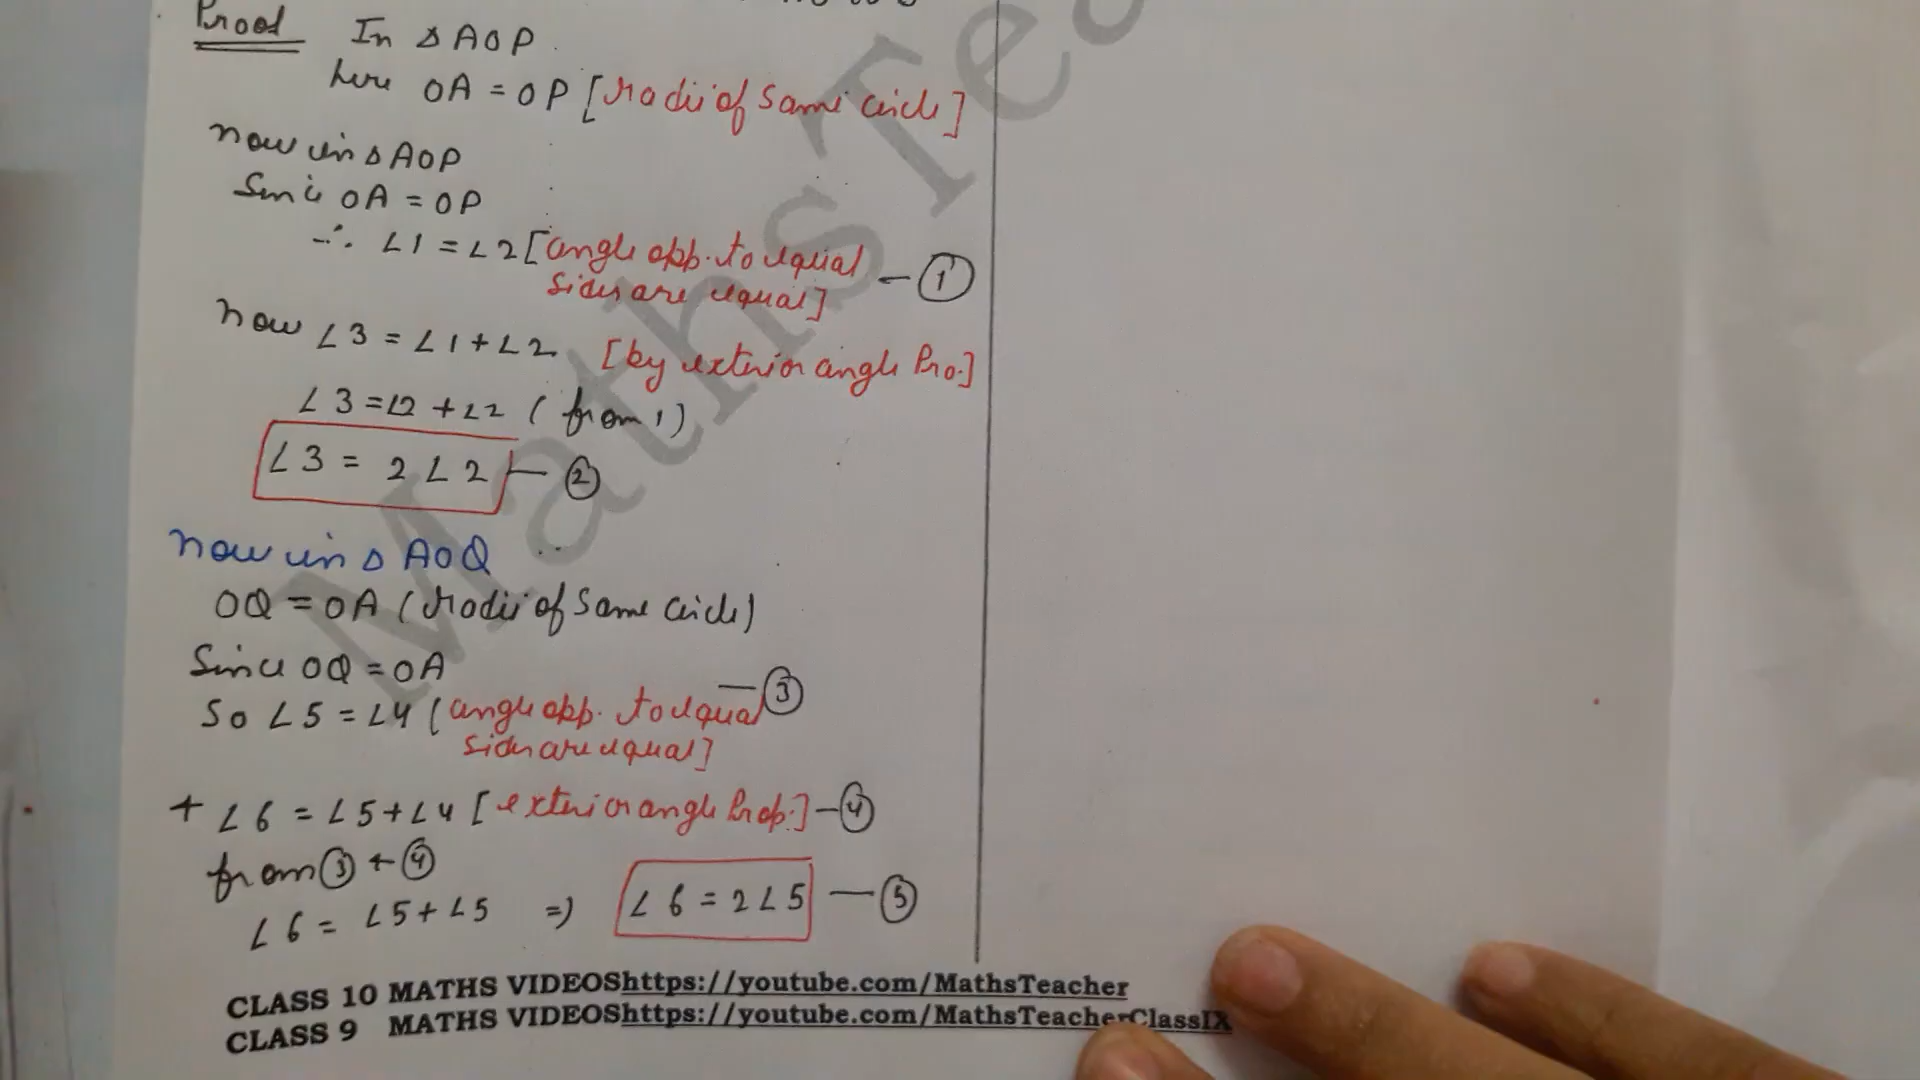 Proof In △AOP
here OA = OP [radii of same circle]
now in △AOP
Since OA = OP
∴ ∠1 = ∠2 [angle opp. to equal sides are equal] — ①
now ∠3 = ∠1 + ∠2 [by exterior angle Pro.]
∠3 = ∠2 + ∠2 (from 1)
∠3 = 2∠2 — ②
now in △AOQ
OQ = OA (radii of same circle)
Since OQ = OA
So ∠5 = ∠4 (angle opp. to equal — ③
sides are equal]
+ ∠6 = ∠5 + ∠4 [exterior angle Prop.] — ④
from ③ + ④
∠6 = ∠5 + ∠5 ⇒ ∠6 = 2∠5 — ⑤
CLASS 10 MATHS VIDEOShttps://youtube.com/MathsTeacher
CLASS 9 MATHS VIDEOShttps://youtube.com/MathsTeacherClassIX